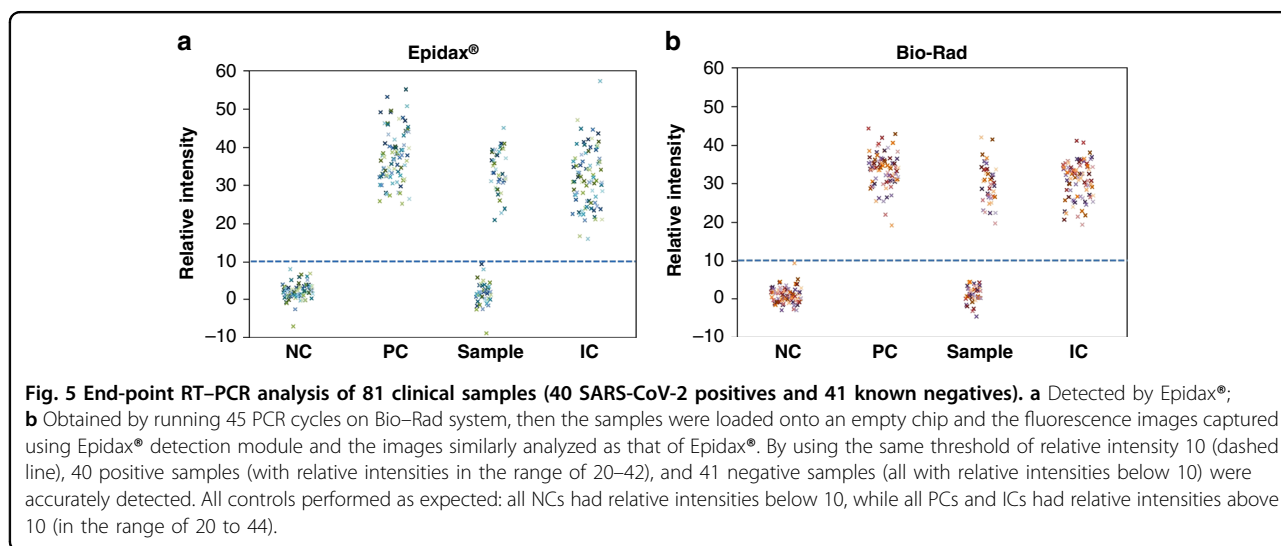 a
Epidax®
Relative intensity
60
50
40
30
20
10
0
−10
NC PC Sample IC
b
Bio-Rad
Relative intensity
60
50
40
30
20
10
0
−10
NC PC Sample IC
Fig. 5 End-point RT–PCR analysis of 81 clinical samples (40 SARS-CoV-2 positives and 41 known negatives). a Detected by Epidax®;
b Obtained by running 45 PCR cycles on Bio–Rad system, then the samples were loaded onto an empty chip and the fluorescence images captured
using Epidax® detection module and the images similarly analyzed as that of Epidax®. By using the same threshold of relative intensity 10 (dashed
line), 40 positive samples (with relative intensities in the range of 20–42), and 41 negative samples (all with relative intensities below 10) were
accurately detected. All controls performed as expected: all NCs had relative intensities below 10, while all PCs and ICs had relative intensities above
10 (in the range of 20 to 44).